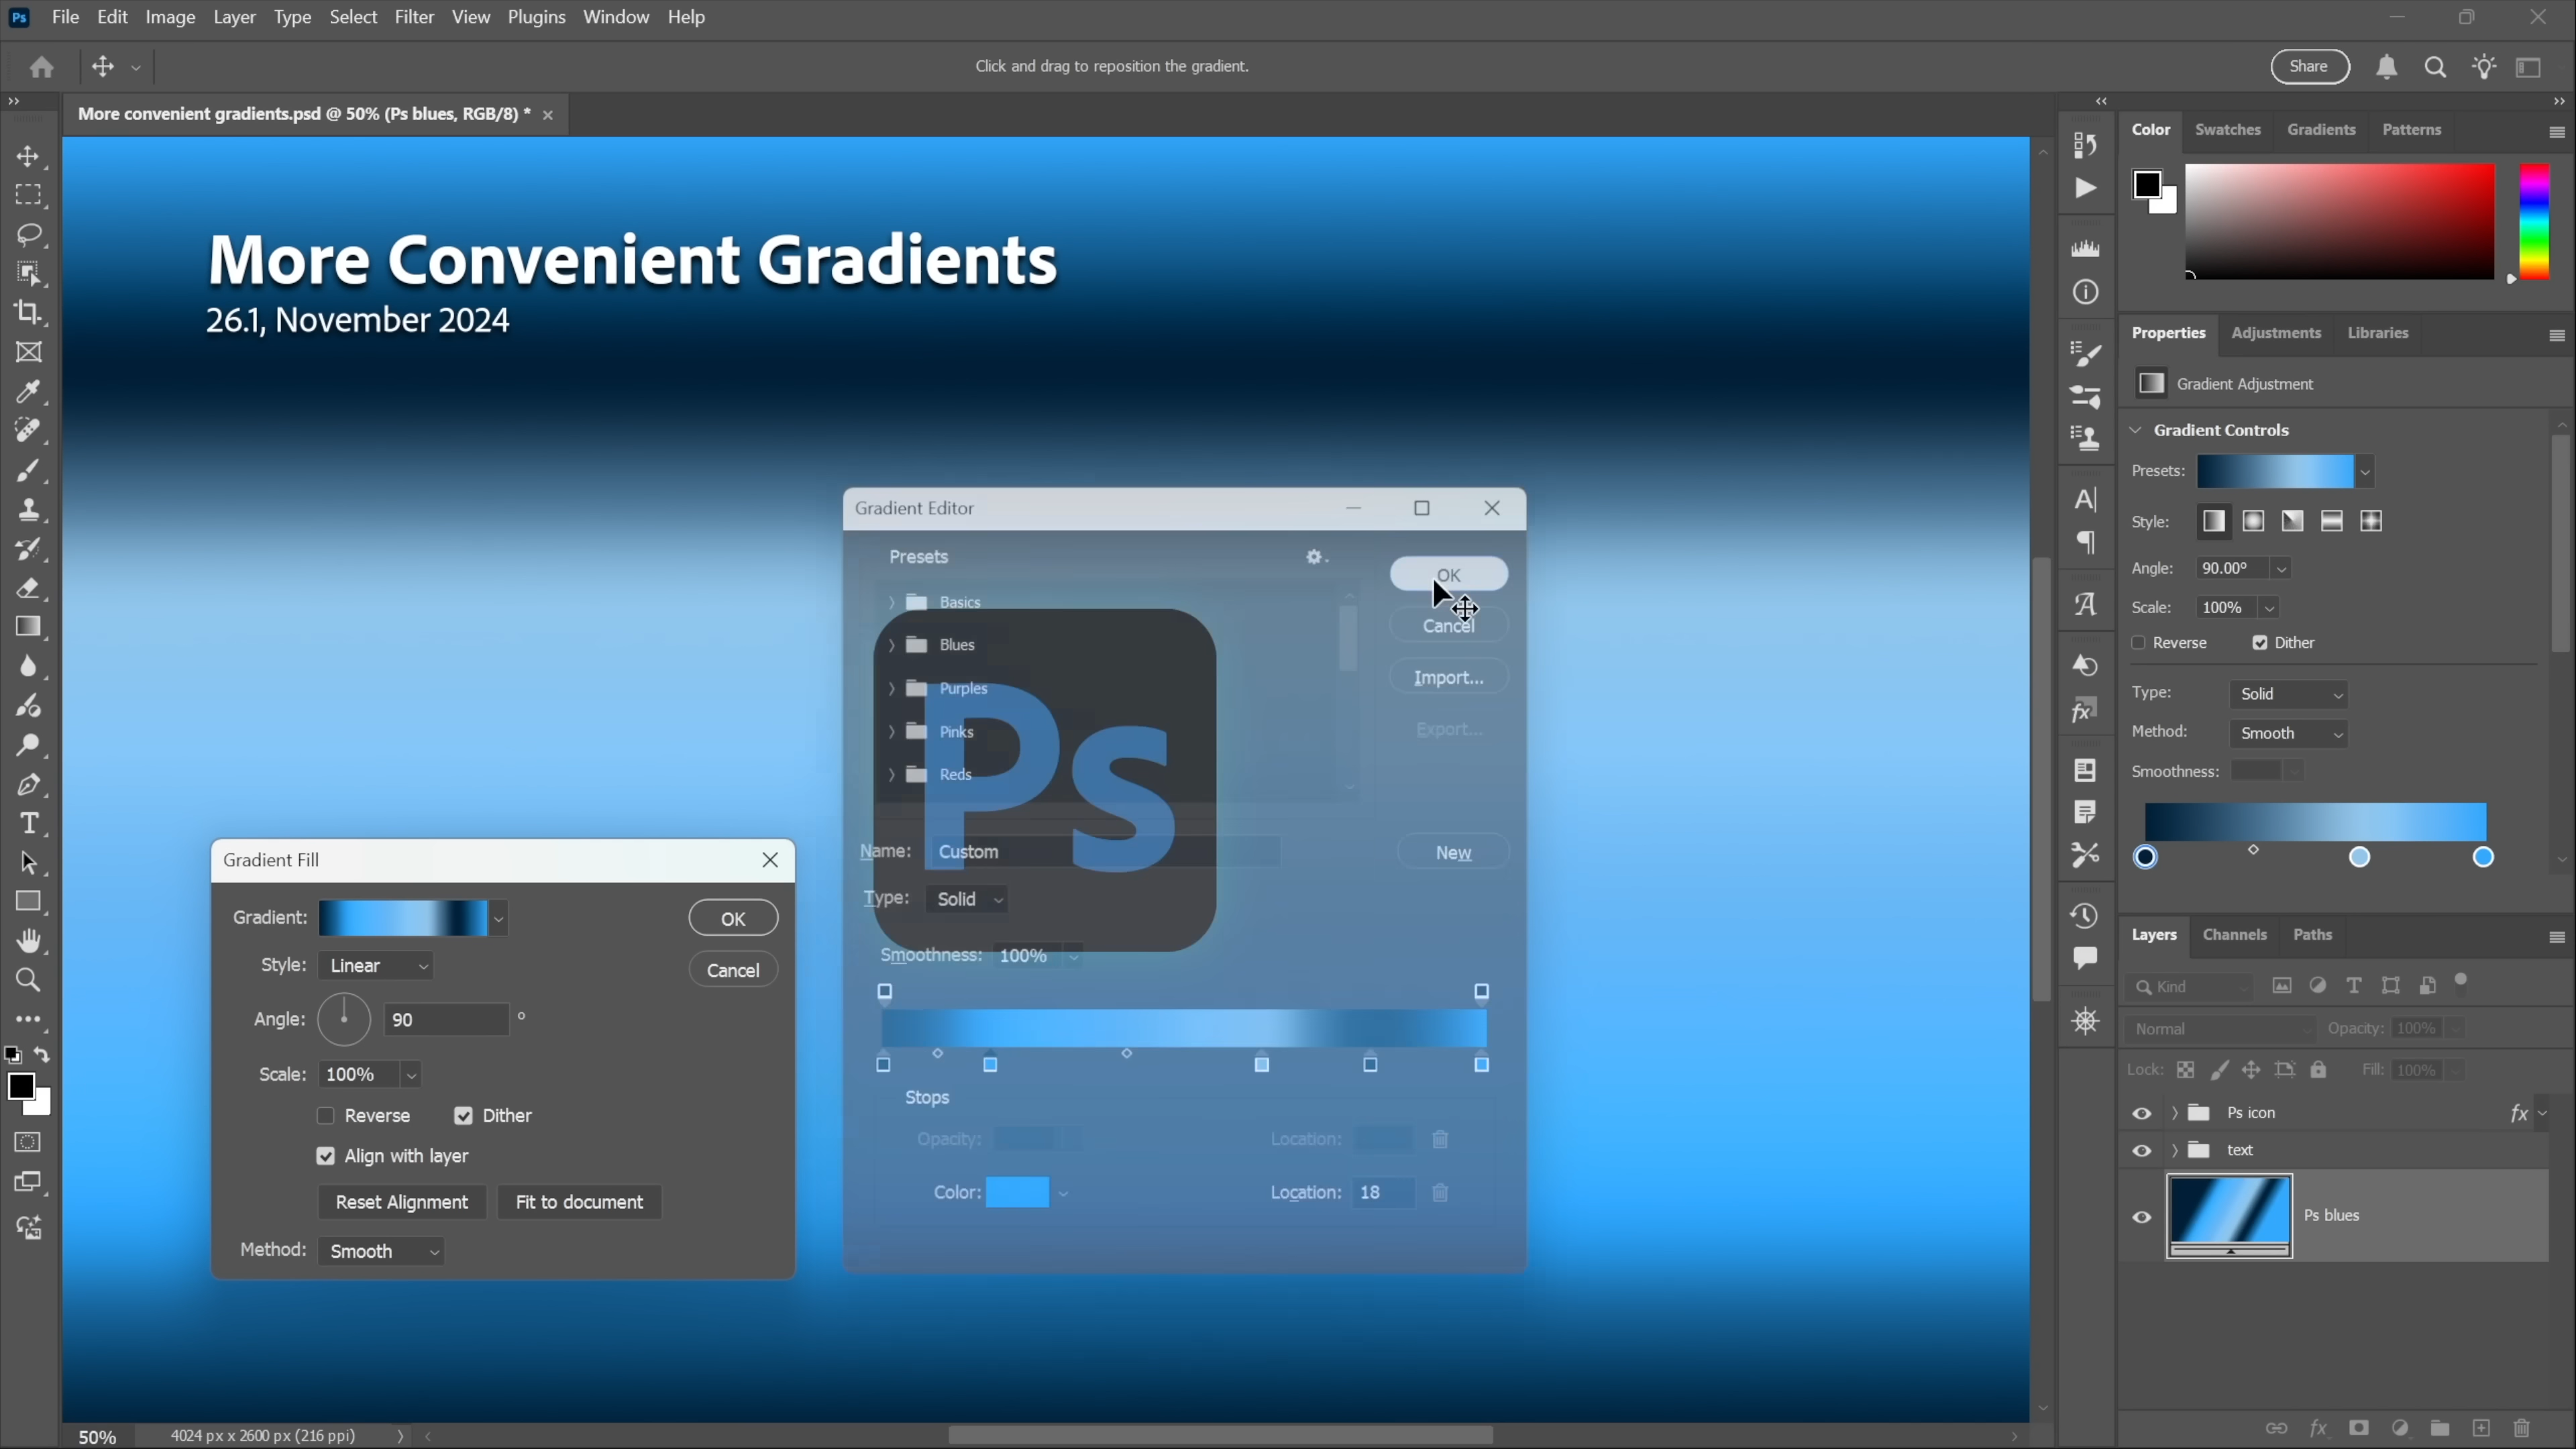 Ps File Edit Image Layer Type Select Filter View Plugins Window Help
Click and drag to reposition the gradient.
Share
More convenient gradients.psd @ 50% (Ps blues, RGB/8) *
More Convenient Gradients
26.1, November 2024
Gradient Editor
Presets
OK
Basics
Cancel
Blues
Import...
Purples
Export...
Pinks
Reds
Ps
Name: Custom
New
Type: Solid
Smoothness: 100%
Stops
Opacity: Location:
Color: Location: 18
Gradient Fill
Gradient:
OK
Style: Linear
Cancel
Angle: 90 °
Scale: 100%
Reverse Dither
Align with layer
Reset Alignment Fit to document
Method: Smooth
50% 4024 px x 2600 px (216 ppi)
Color Swatches Gradients Patterns
Properties Adjustments Libraries
Gradient Adjustment
Gradient Controls
Presets:
Style:
Angle: 90.00°
Scale: 100%
Reverse Dither
Type: Solid
Method: Smooth
Smoothness:
Layers Channels Paths
Kind
Normal Opacity: 100%
Lock: Fill: 100%
Ps icon fx
text
Ps blues
fx